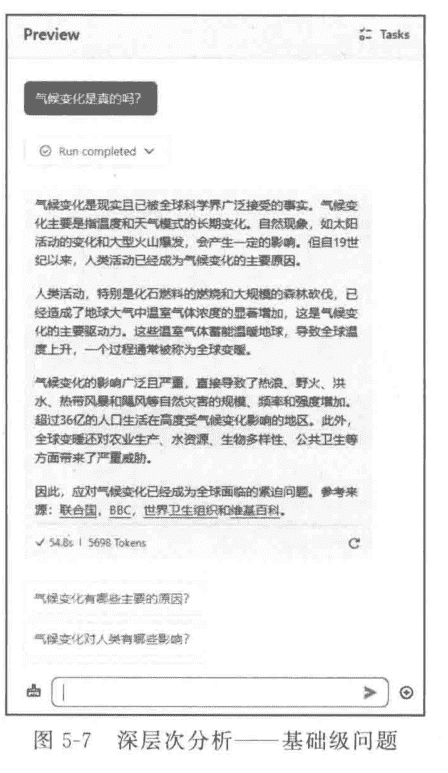 Preview
Tasks
气候变化是真的吗?
Run completed
气候变化是现实且已被全球科学界广泛接受的事实。气候变
化主要是指温度和天气模式的长期变化。自然现象，如太阳
活动的变化和大型火山爆发，会产生一定的影响。但自19世
纪以来，人类活动已经成为气候变化的主要原因。
人类活动，特别是化石燃料的燃烧和大规模的森林砍伐，已
经造成了地球大气中温室气体浓度的显著增加，这是气候变
化的主要驱动力。这些温室气体蓄能温暖地球，导致全球温
度上升，一个过程通常被称为全球变暖。
气候变化的影响广泛且严重，直接导致了热浪、野火、洪
水、热带风暴和飓风等自然灾害的规模、频率和强度增加。
超过36亿的人口生活在高度受气候变化影响的地区。此外，
全球变暖还对农业生产、水资源、生物多样性、公共卫生等
方面带来了严重威胁。
因此，应对气候变化已经成为全球面临的紧迫问题。参考来
源：联合国，BBC，世界卫生组织和维基百科。
54.8s | 5698 Tokens
气候变化有哪些主要的原因?
气候变化对人类有哪些影响?
图 5-7 深层次分析——基础级问题